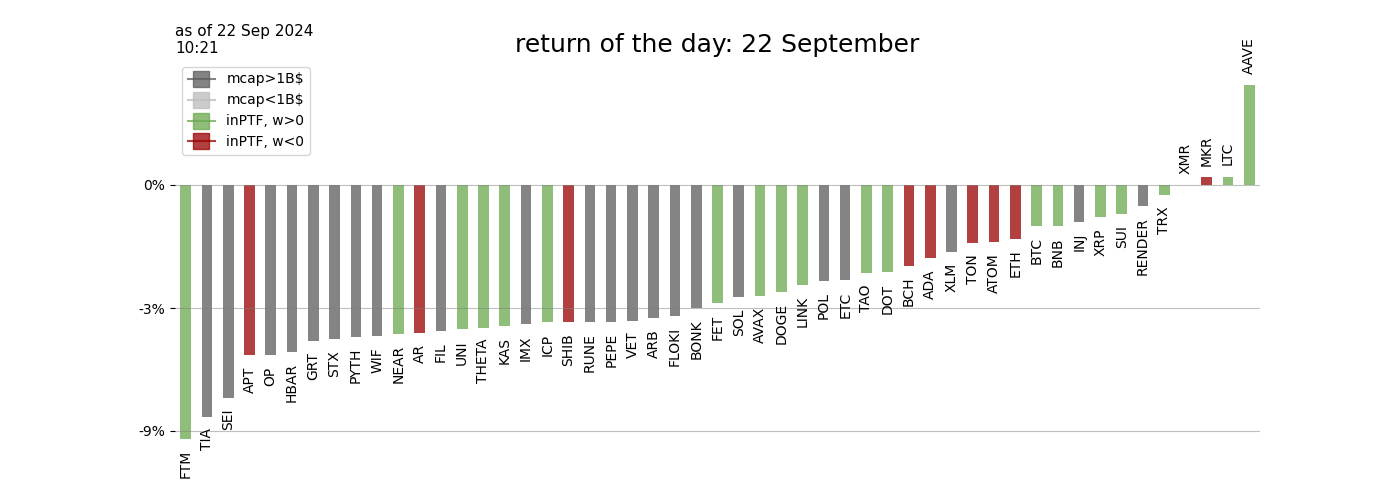 as of 22 Sep 2024
10:21
return of the day: 22 September
mcap>1B$
mcap<1B$
inPTF, w>0
inPTF, w<0
0%
-3%
-9%
FTM
TIA
SEI
APT
OP
HBAR
GRT
STX
PYTH
WIF
NEAR
AR
FIL
UNI
THETA
KAS
IMX
ICP
SHIB
RUNE
PEPE
VET
ARB
FLOKI
BONK
FET
SOL
AVAX
DOGE
LINK
POL
ETC
TAO
DOT
BCH
ADA
XLM
TON
ATOM
ETH
BTC
BNB
INJ
XRP
SUI
RENDER
TRX
XMR
MKR
LTC
AAVE